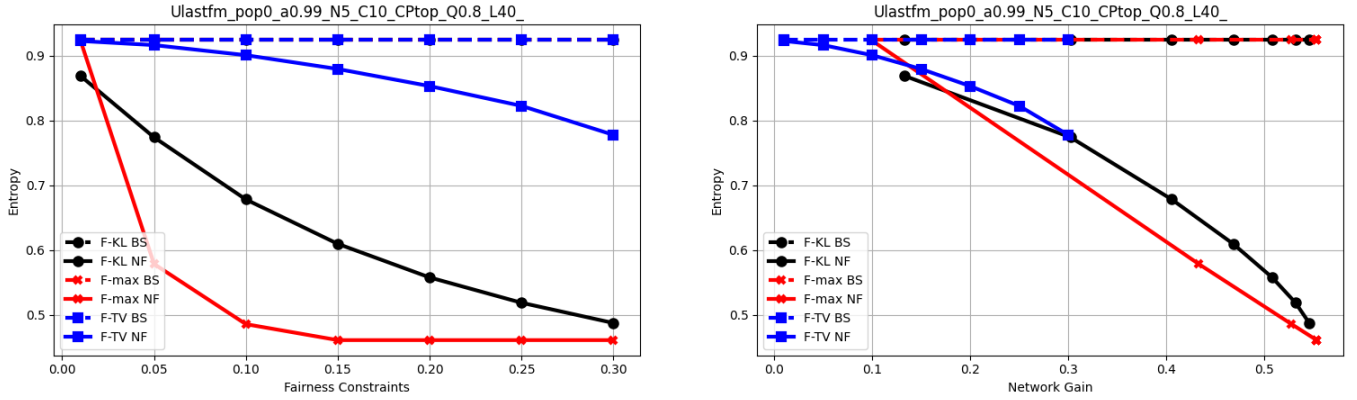 Ulastfm_pop0_a0.99_N5_C10_CPtop_Q0.8_L40_
Entropy
0.9
0.8
0.7
0.6
0.5
F-KL BS
F-KL NF
F-max BS
F-max NF
F-TV BS
F-TV NF
0.00 0.05 0.10 0.15 0.20 0.25 0.30
Fairness Constraints
Ulastfm_pop0_a0.99_N5_C10_CPtop_Q0.8_L40_
Entropy
0.9
0.8
0.7
0.6
0.5
F-KL BS
F-KL NF
F-max BS
F-max NF
F-TV BS
F-TV NF
0.0 0.1 0.2 0.3 0.4 0.5
Network Gain